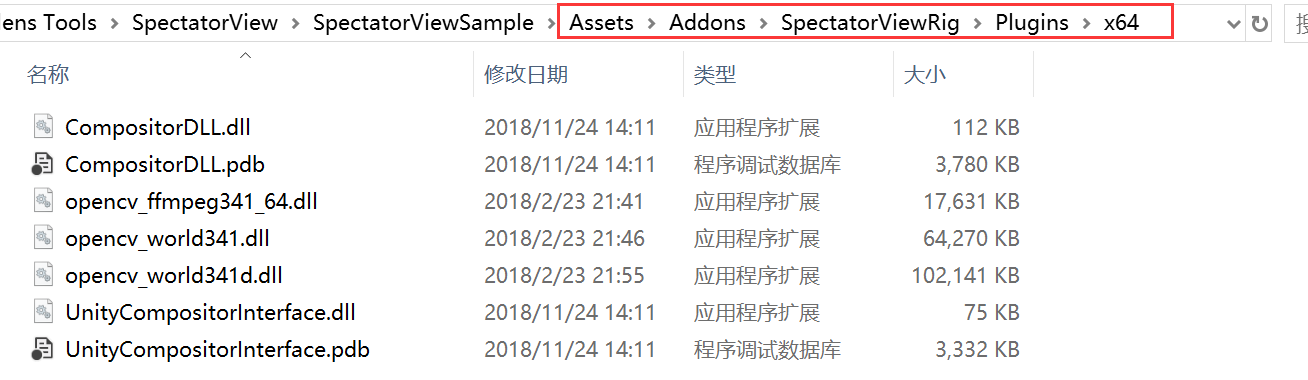 lens Tools > SpectatorView > SpectatorViewSample > Assets > Addons > SpectatorViewRig > Plugins > x64
名称 修改日期 类型 大小
CompositorDLL.dll 2018/11/24 14:11 应用程序扩展 112 KB
CompositorDLL.pdb 2018/11/24 14:11 程序调试数据库 3,780 KB
opencv_ffmpeg341_64.dll 2018/2/23 21:41 应用程序扩展 17,631 KB
opencv_world341.dll 2018/2/23 21:46 应用程序扩展 64,270 KB
opencv_world341d.dll 2018/2/23 21:55 应用程序扩展 102,141 KB
UnityCompositorInterface.dll 2018/11/24 14:11 应用程序扩展 75 KB
UnityCompositorInterface.pdb 2018/11/24 14:11 程序调试数据库 3,332 KB